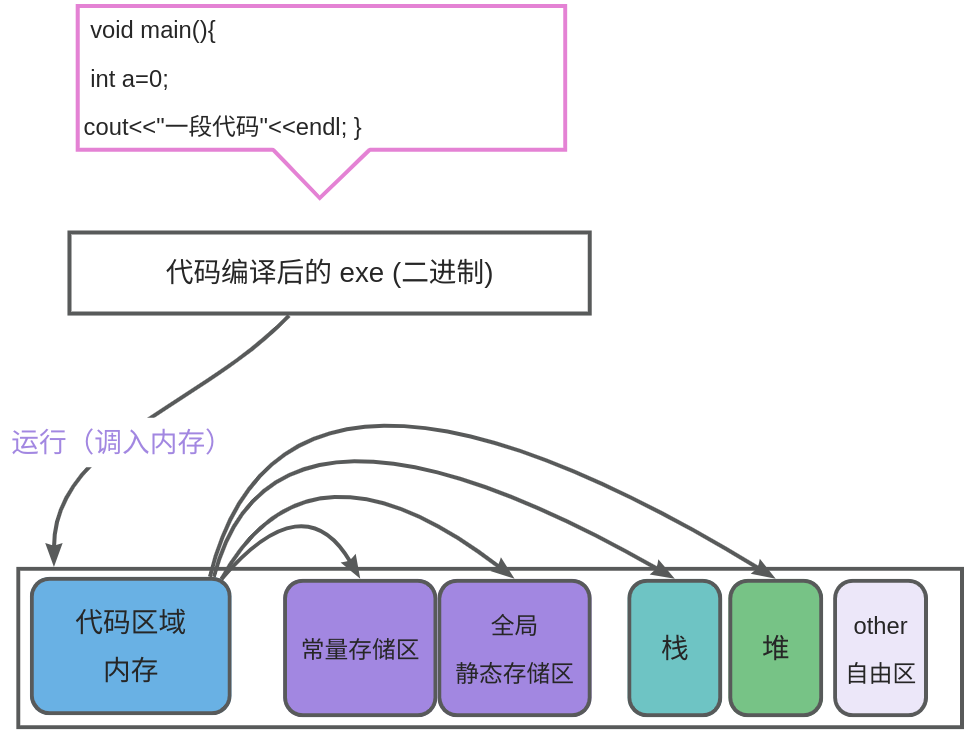 void main(){
int a=0;
cout<<"一段代码"<<endl; }
代码编译后的 exe (二进制)
运行（调入内存）
代码区域
内存
常量存储区
全局
静态存储区
栈
堆
other
自由区